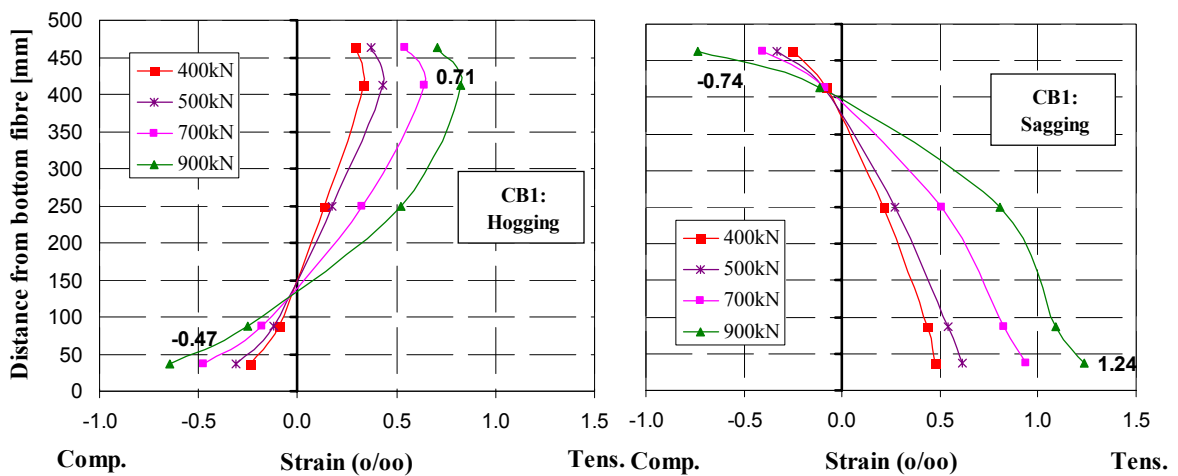 Distance from bottom fibre [mm]
500
450
400
350
300
250
200
150
100
50
0
400kN
500kN
700kN
900kN
0.71
-0.47
CB1:
Hogging
-1.0 -0.5 0.0 0.5 1.0 1.5
Comp. Strain (o/oo) Tens.
-0.74
CB1:
Sagging
400kN
500kN
700kN
900kN
1.24
-1.0 -0.5 0.0 0.5 1.0 1.5
Comp. Strain (o/oo) Tens.